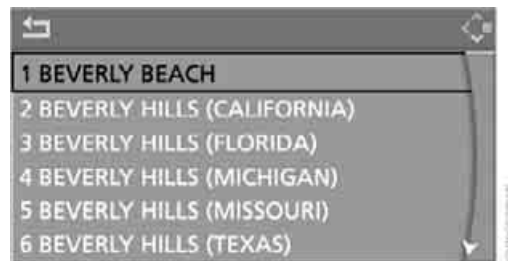 1 BEVERLY BEACH
2 BEVERLY HILLS (CALIFORNIA)
3 BEVERLY HILLS (FLORIDA)
4 BEVERLY HILLS (MICHIGAN)
5 BEVERLY HILLS (MISSOURI)
6 BEVERLY HILLS (TEXAS)